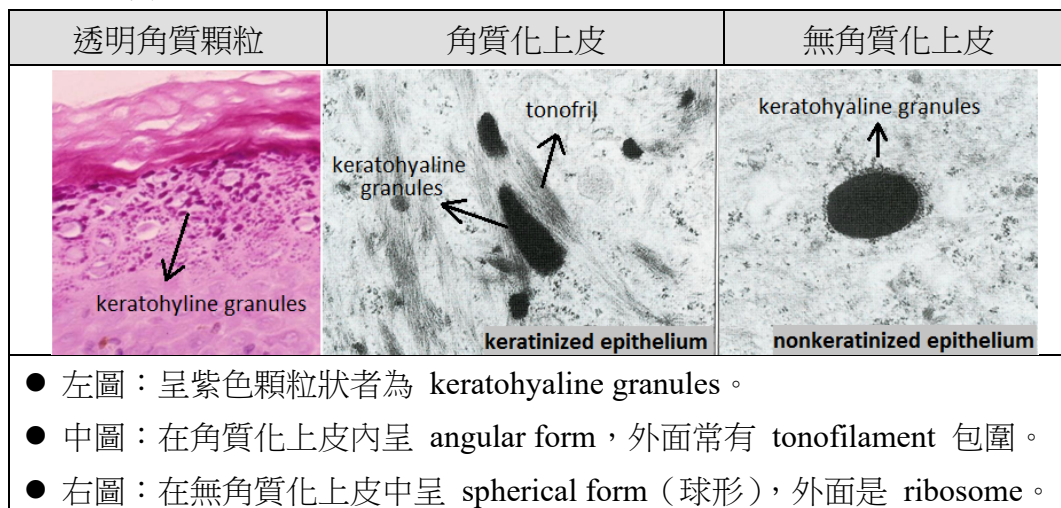 透明角質顆粒
角質化上皮
無角質化上皮
keratohyline granules
tonofril
keratohyaline
granules
keratinized epithelium
keratohyaline granules
nonkeratinized epithelium
● 左圖：呈紫色顆粒狀者為 keratohyaline granules。
● 中圖：在角質化上皮內呈 angular form，外面常有 tonofilament 包圍。
● 右圖：在無角質化上皮中呈 spherical form（球形），外面是 ribosome。